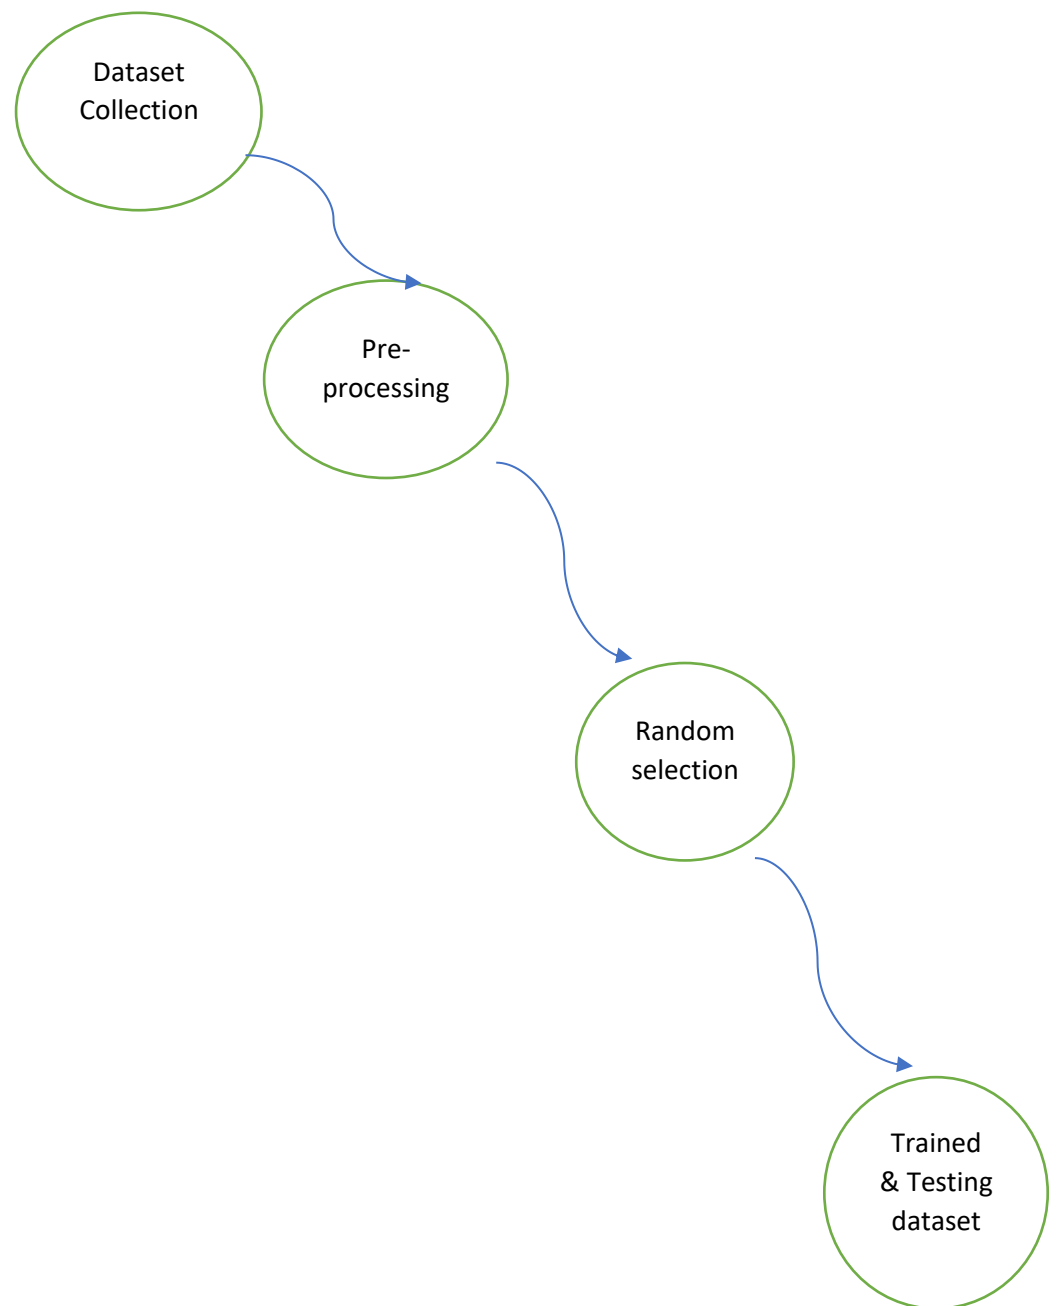 Dataset
Collection
Pre-
processing
Random
selection
Trained
& Testing
dataset